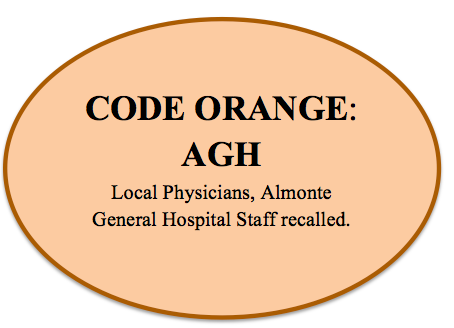 CODE ORANGE:
AGH
Local Physicians, Almonte
General Hospital Staff recalled.